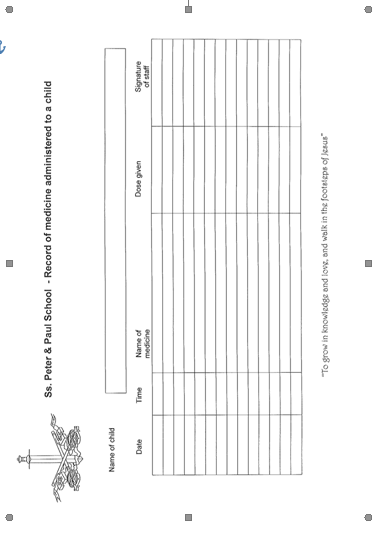 Ss. Peter & Paul School - Record of medicine administered to a child
Name of child
Date
Time
Name of
medicine
Dose given
Signature
of staff
"To grow in knowledge and love, and walk in the footsteps of Jesus"